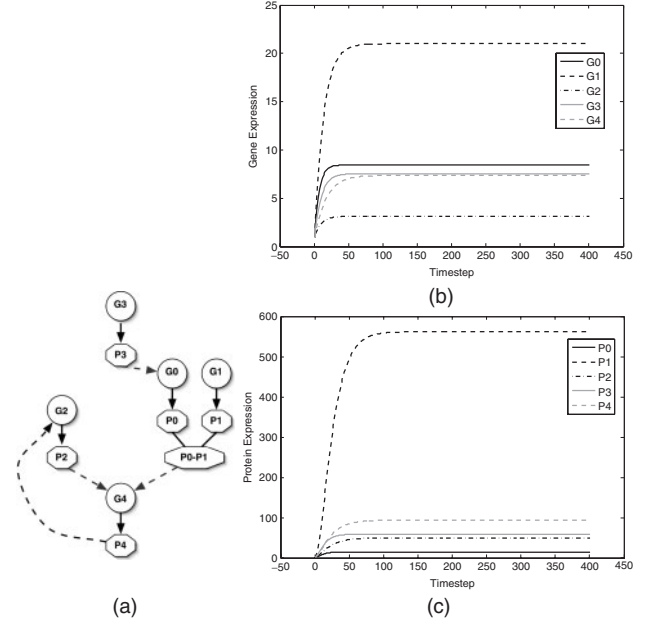 25
20
15
10
5
0
Gene Expression
G0
G1
G2
G3
G4
−50 0 50 100 150 200 250 300 350 400 450
Timestep
(b)
G3
P3
G0
G1
P0
P1
P0-P1
G2
P2
G4
P4
(a)
600
500
400
300
200
100
0
Protein Expression
P0
P1
P2
P3
P4
−50 0 50 100 150 200 250 300 350 400 450
Timestep
(c)